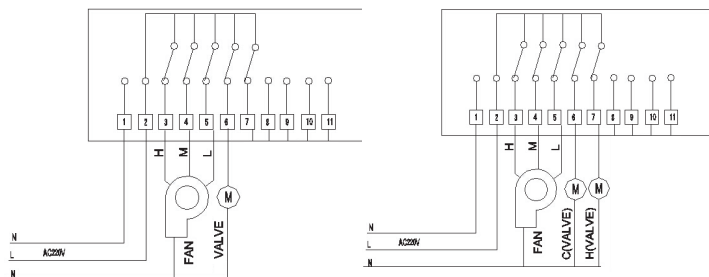 1 2 3 4 5 6 7 8 9 10 11
H M L
M
N
L AC220V
N
FAN
VALVE
1 2 3 4 5 6 7 8 9 10 11
H M L
M M
N
L AC220V
N
FAN
C(VALVE)
H(VALVE)